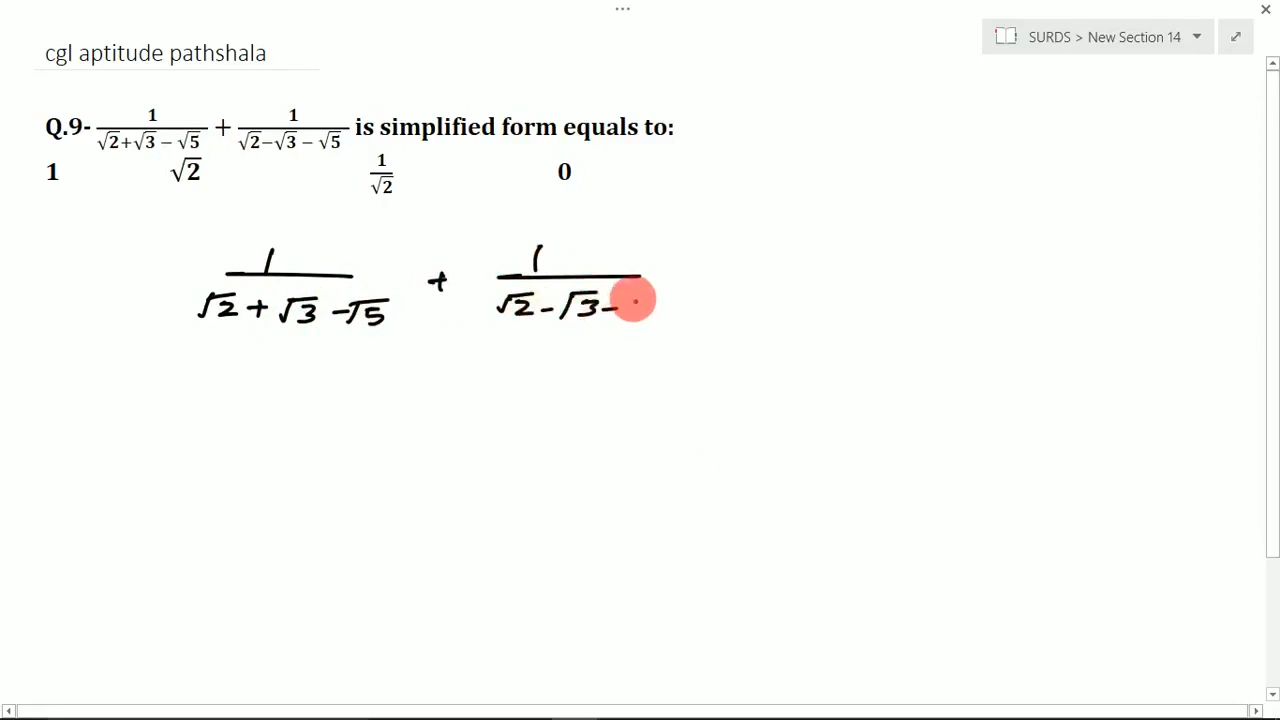 ...
SURDS > New Section 14
cgl aptitude pathshala
Q.9- 1/(√2+√3 − √5) + 1/(√2−√3 − √5) is simplified form equals to:
1 √2 1/√2 0
1/(√2 + √3 − √5) + 1/(√2 − √3 −